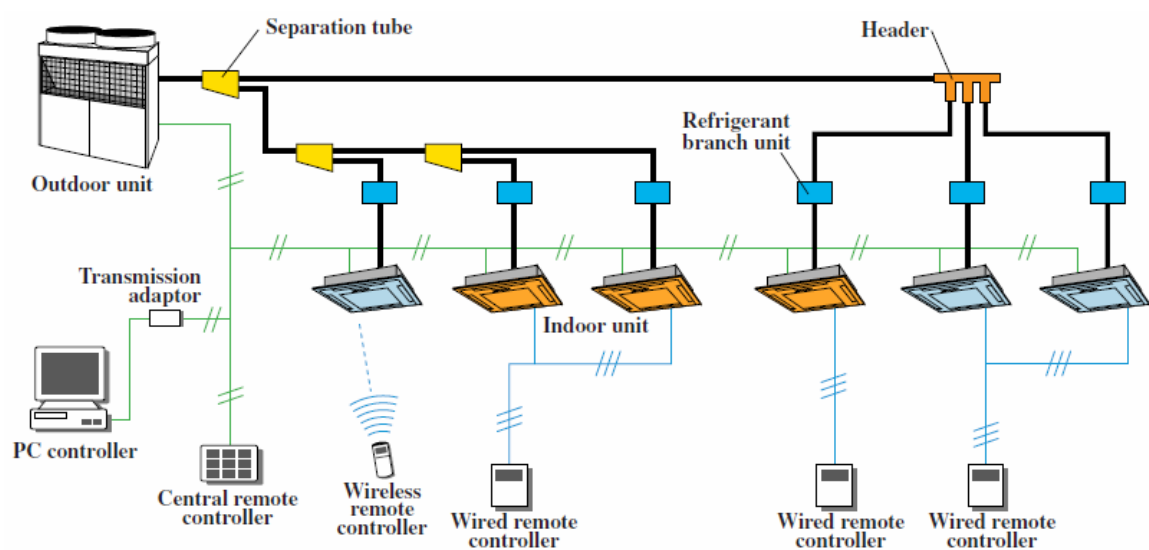 Separation tube
Header
Refrigerant
branch unit
Outdoor unit
Transmission
adaptor
Indoor unit
PC controller
Central remote
controller
Wireless
remote
controller
Wired remote
controller
Wired remote
controller
Wired remote
controller